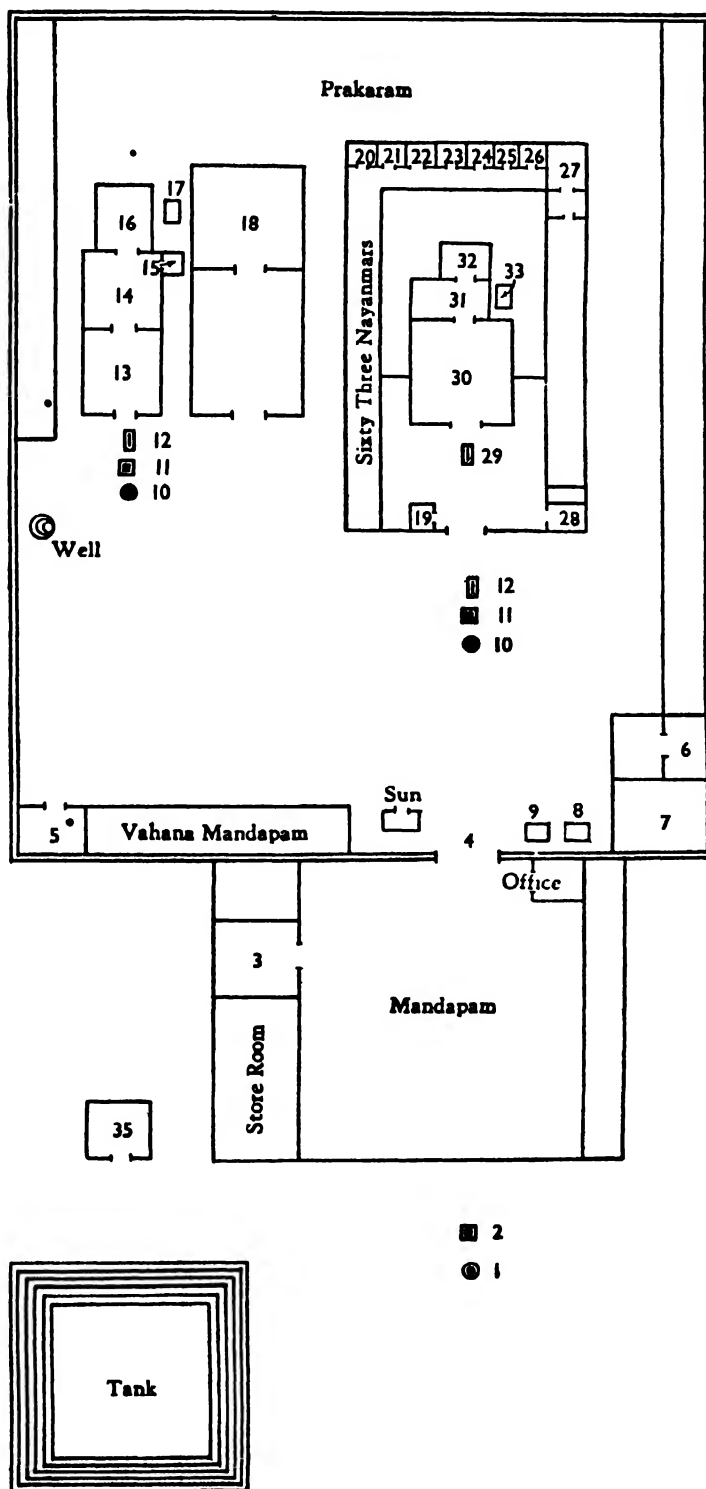 Prakaram
20 21 22 23 24 25 26
27
17
16
18
15
32
33
14
31
13
30
Sixty Three Nayanmars
12
29
11
10
19
28
Well
12
11
10
6
Sun
9 8
7
5
Vahana Mandapam
4
Office
3
Mandapam
Store Room
35
2
1
Tank